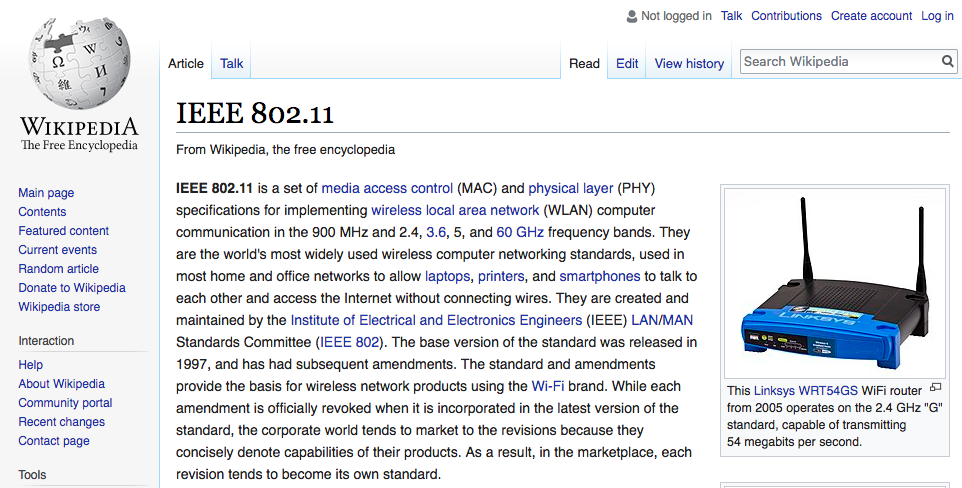 Not logged in Talk Contributions Create account Log in
Article Talk Read Edit View history Search Wikipedia
WIKIPEDIA
The Free Encyclopedia
Main page
Contents
Featured content
Current events
Random article
Donate to Wikipedia
Wikipedia store
Interaction
Help
About Wikipedia
Community portal
Recent changes
Contact page
Tools
IEEE 802.11
From Wikipedia, the free encyclopedia
IEEE 802.11 is a set of media access control (MAC) and physical layer (PHY)
specifications for implementing wireless local area network (WLAN) computer
communication in the 900 MHz and 2.4, 3.6, 5, and 60 GHz frequency bands. They
are the world's most widely used wireless computer networking standards, used in
most home and office networks to allow laptops, printers, and smartphones to talk to
each other and access the Internet without connecting wires. They are created and
maintained by the Institute of Electrical and Electronics Engineers (IEEE) LAN/MAN
Standards Committee (IEEE 802). The base version of the standard was released in
1997, and has had subsequent amendments. The standard and amendments
provide the basis for wireless network products using the Wi-Fi brand. While each
amendment is officially revoked when it is incorporated in the latest version of the
standard, the corporate world tends to market to the revisions because they
concisely denote capabilities of their products. As a result, in the marketplace, each
revision tends to become its own standard.
LINKSYS
This Linksys WRT54GS WiFi router
from 2005 operates on the 2.4 GHz "G"
standard, capable of transmitting
54 megabits per second.